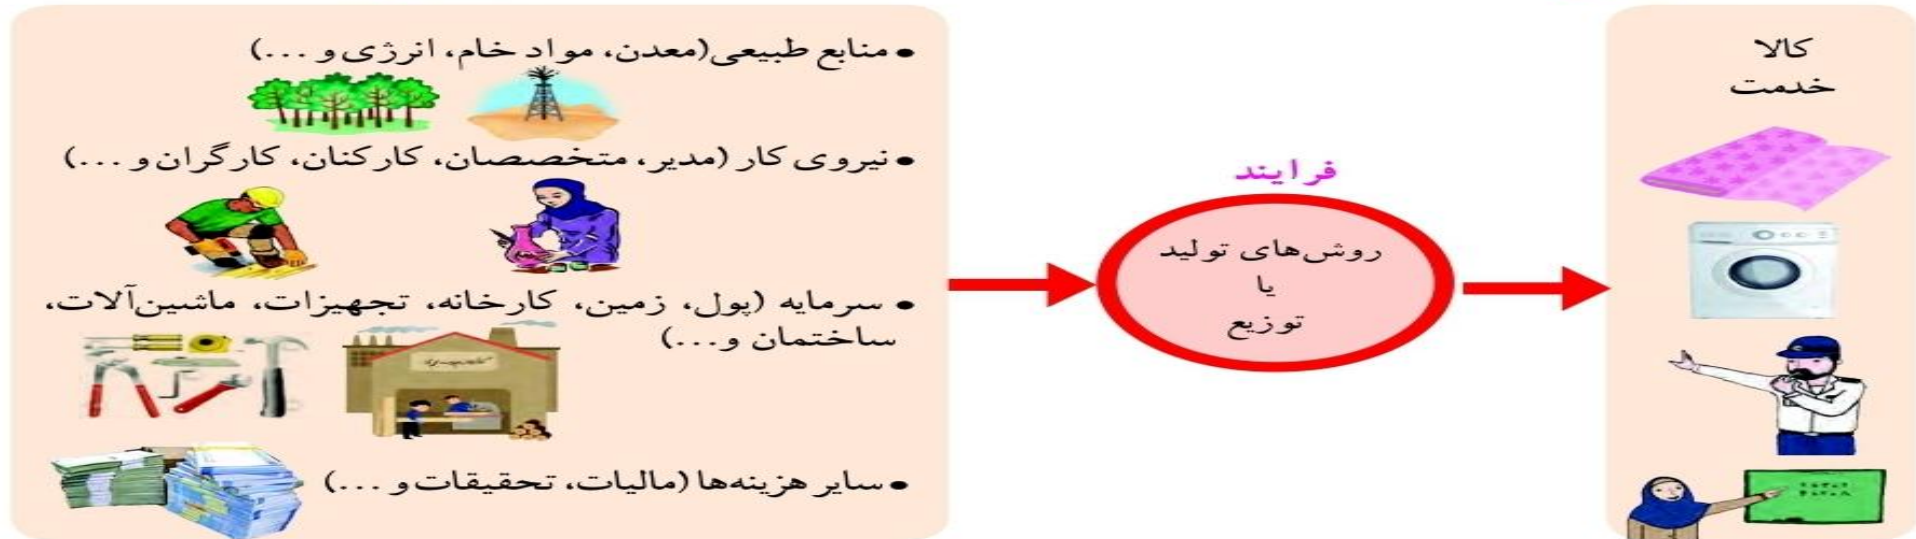 • منابع طبیعی (معدن، مواد خام، انرژی و ...)
• نیروی کار (مدیر، متخصصان، کارکنان، کارگران و ...)
• سرمایه (پول، زمین، کارخانه، تجهیزات، ماشین‌آلات،
ساختمان و...)
• سایر هزینه‌ها (مالیات، تحقیقات و ...)
فرایند
روش‌های تولید
یا
توزیع
کالا
خدمت